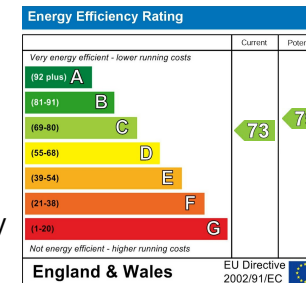 Energy Efficiency Rating
Current
Very energy efficient - lower running costs
(92 plus) A
(81-91) B
(69-80) C
73
(55-68) D
(39-54) E
(21-38) F
(1-20) G
Not energy efficient - higher running costs
England & Wales
EU Directive
2002/91/EC